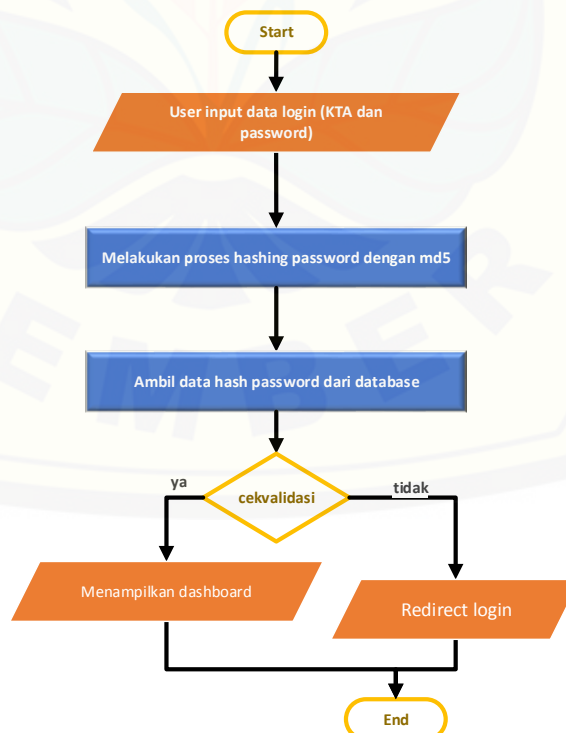 Start
User input data login (KTA dan
password)
Melakukan proses hashing password dengan md5
Ambil data hash password dari database
ya
tidak
cekvalidasi
Menampilkan dashboard
Redirect login
End
EMBER